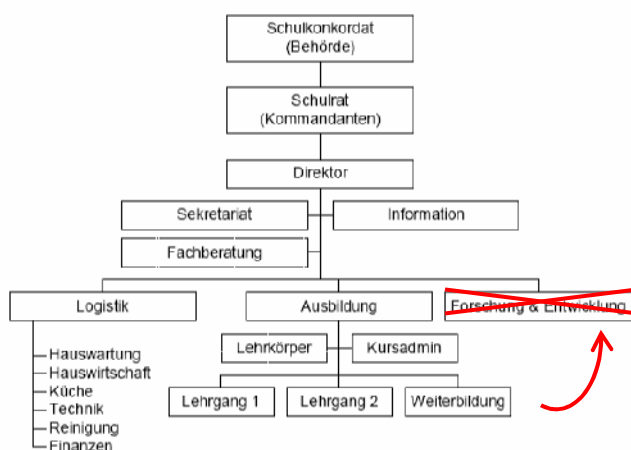 Schulkonkordat
(Behörde)
Schulrat
(Kommandanten)
Direktor
Sekretariat
Information
Fachberatung
Logistik
Ausbildung
Forschung & Entwicklung
Hauswartung
Hauswirtschaft
Küche
Technik
Reinigung
Finanzen
Lehrkörper
Kursadmin
Lehrgang 1
Lehrgang 2
Weiterbildung